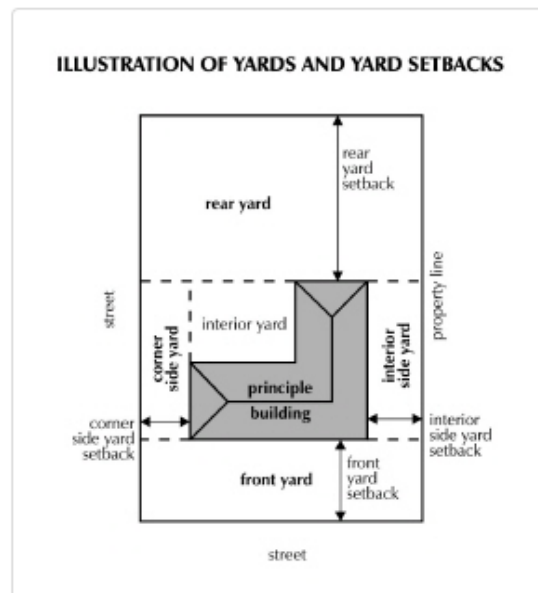 ILLUSTRATION OF YARDS AND YARD SETBACKS
rear
yard
setback
rear yard
street
property line
interior yard
corner
side yard
interior
side yard
principle
building
corner
side yard
setback
interior
side yard
setback
front yard
front
yard
setback
street